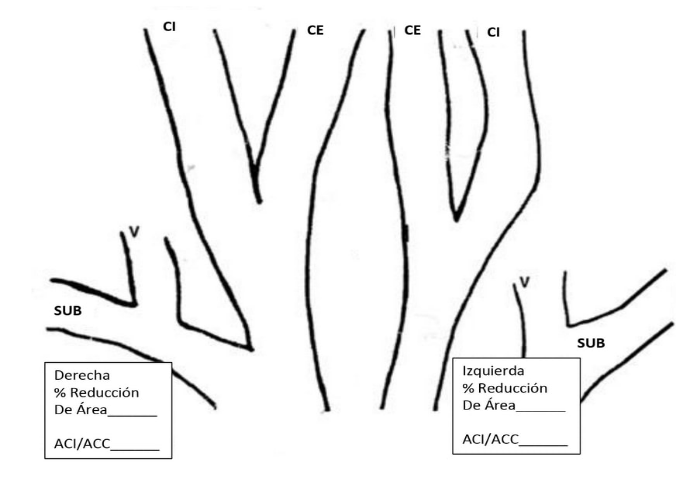 CI
CE
CE
CI
V
V
SUB
SUB
Derecha
% Reducción
De Área_______
ACI/ACC_______
Izquierda
% Reducción
De Área_______
ACI/ACC_______